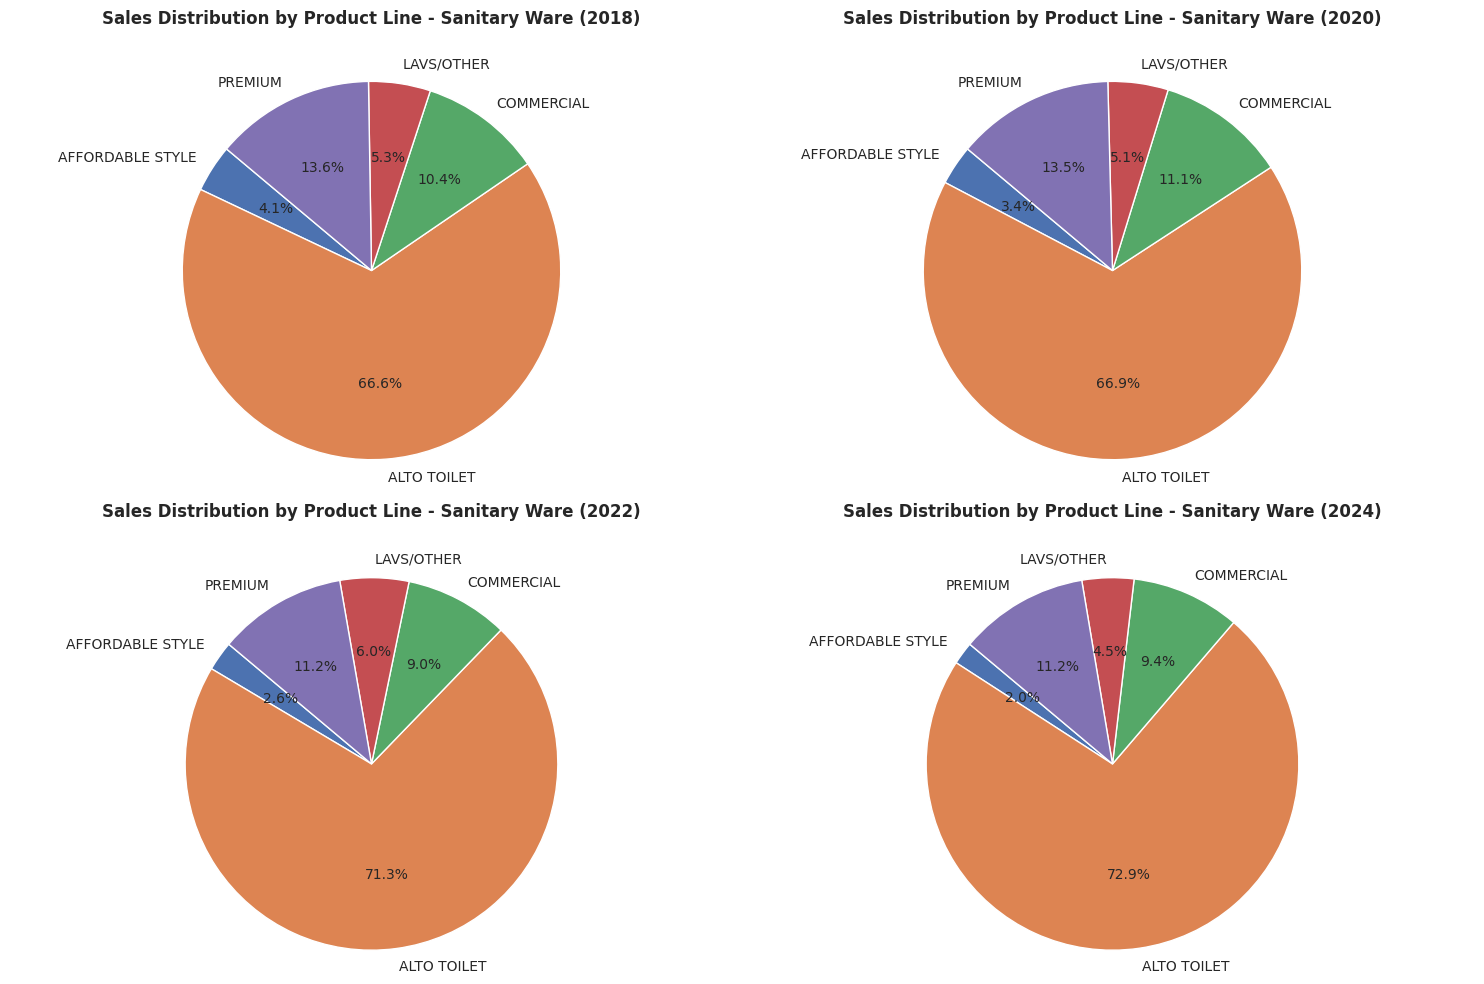 Sales Distribution by Product Line - Sanitary Ware (2018)
LAVS/OTHER
PREMIUM
COMMERCIAL
AFFORDABLE STYLE
5.3%
13.6%
10.4%
4.1%
66.6%
ALTO TOILET
Sales Distribution by Product Line - Sanitary Ware (2020)
LAVS/OTHER
PREMIUM
COMMERCIAL
AFFORDABLE STYLE
5.1%
13.5%
11.1%
3.4%
66.9%
ALTO TOILET
Sales Distribution by Product Line - Sanitary Ware (2022)
LAVS/OTHER
PREMIUM
COMMERCIAL
AFFORDABLE STYLE
6.0%
11.2%
9.0%
2.6%
71.3%
ALTO TOILET
Sales Distribution by Product Line - Sanitary Ware (2024)
LAVS/OTHER
COMMERCIAL
PREMIUM
AFFORDABLE STYLE
4.5%
9.4%
11.2%
2.0%
72.9%
ALTO TOILET